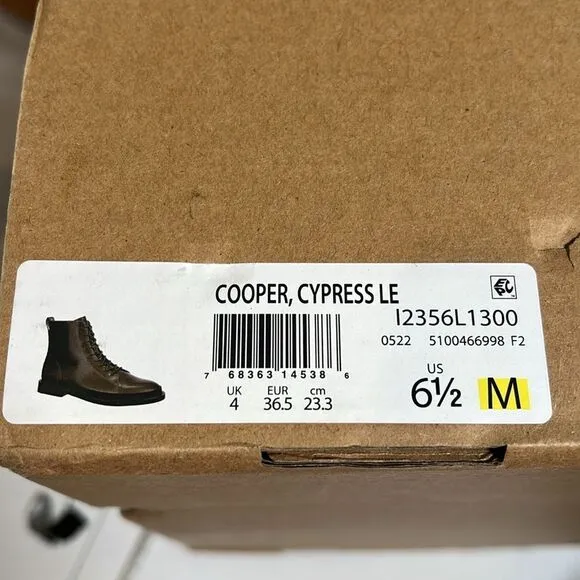 COOPER, CYPRESS LE
I2356L1300
0522 5100466998 F2
7 68363 14538 6
UK EUR cm
4 36.5 23.3
US
6½ M